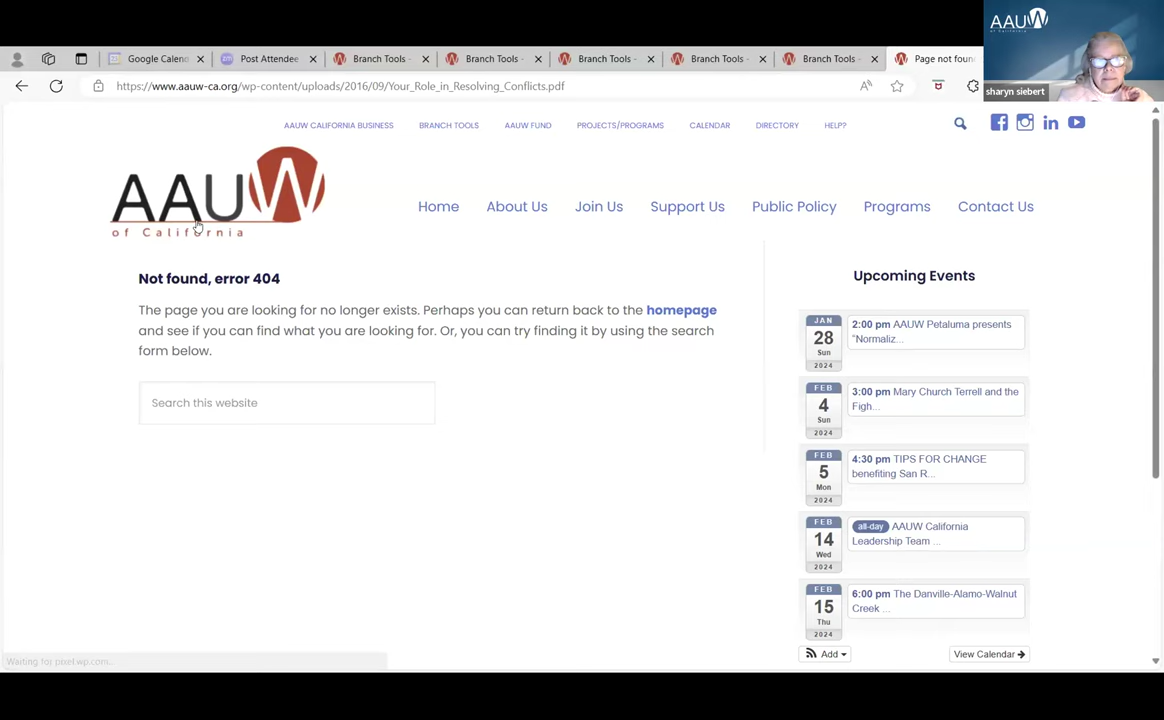 AAUW
of California
sharyn siebert
Google Calend
Post Attendee
Branch Tools -
Branch Tools -
Branch Tools -
Branch Tools -
Branch Tools -
Page not foun
https://www.aauw-ca.org/wp-content/uploads/2016/09/Your_Role_in_Resolving_Conflicts.pdf
AAUW CALIFORNIA BUSINESS BRANCH TOOLS AAUW FUND PROJECTS/PROGRAMS CALENDAR DIRECTORY HELP?
AAUW
of California
Home About Us Join Us Support Us Public Policy Programs Contact Us
Not found, error 404
The page you are looking for no longer exists. Perhaps you can return back to the homepage
and see if you can find what you are looking for. Or, you can try finding it by using the search
form below.
Search this website
Upcoming Events
JAN
28
Sun
2024
2:00 pm AAUW Petaluma presents
"Normaliz...
FEB
4
Sun
2024
3:00 pm Mary Church Terrell and the
Figh...
FEB
5
Mon
2024
4:30 pm TIPS FOR CHANGE
benefiting San R...
FEB
14
Wed
2024
all-day AAUW California
Leadership Team ...
FEB
15
Thu
2024
6:00 pm The Danville-Alamo-Walnut
Creek ...
Add
View Calendar
Waiting for pixel.wp.com...